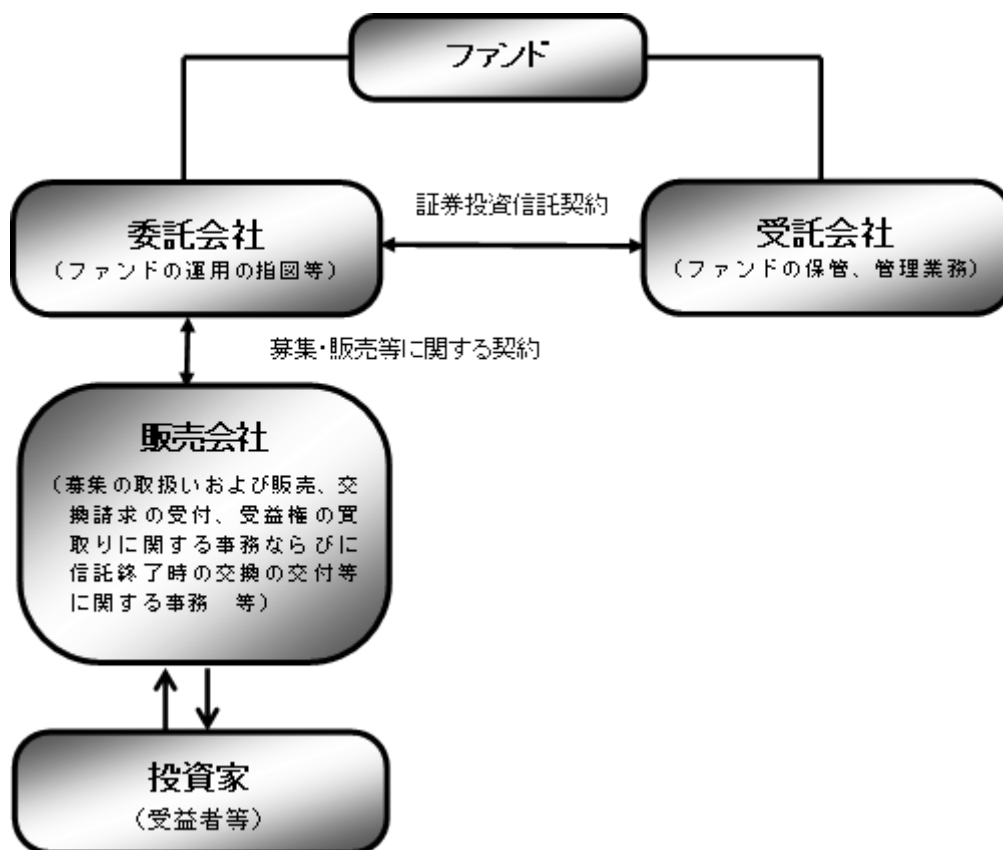 ファンド
証券投資信託契約
委託会社
（ファンドの運用の指図等）
受託会社
（ファンドの保管、管理業務）
募集・販売等に関する契約
販売会社
（募集の取扱いおよび販売、交
換請求の受付、受益権の買
取りに関する事務ならびに
信託終了時の交換の交付等
に関する事務　等）
投資家
（受益者等）